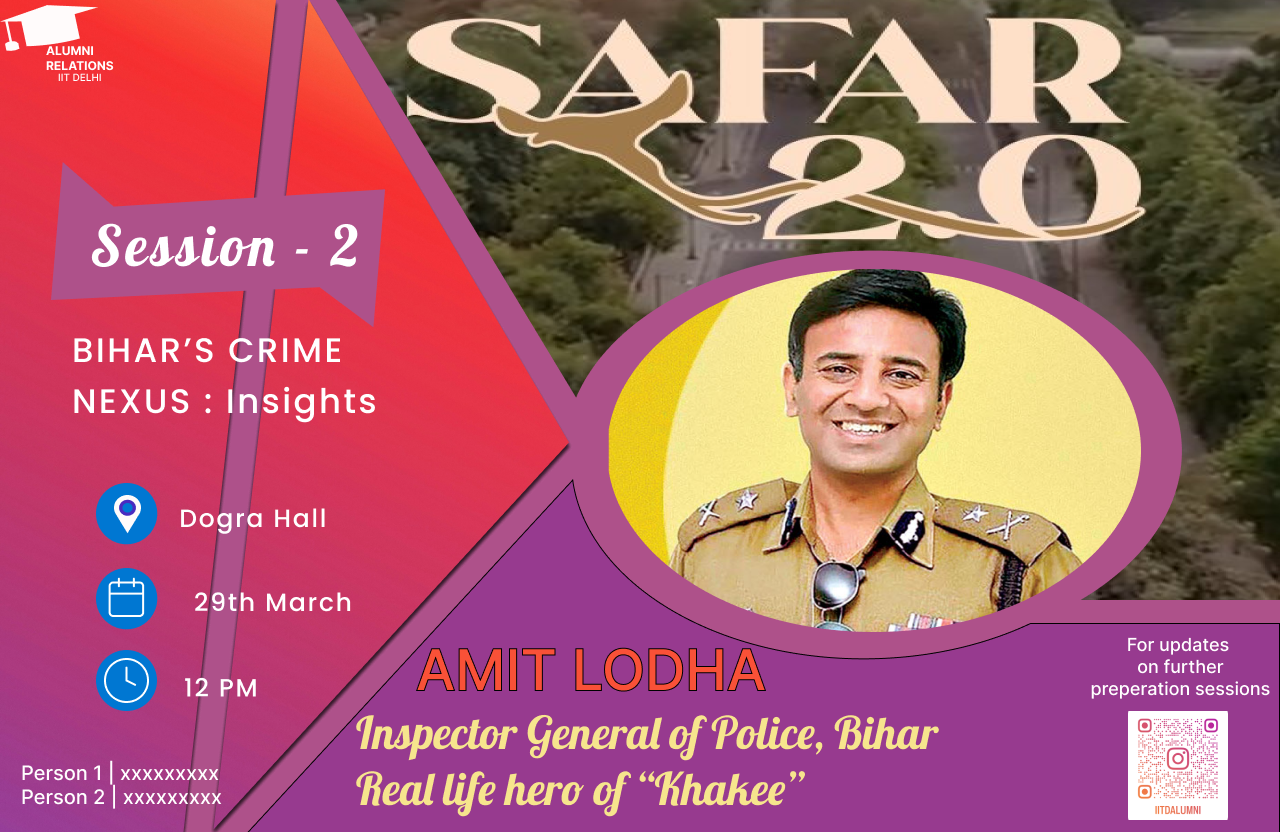 ALUMNI
RELATIONS
IIT DELHI
SAFAR
2.0
Session - 2
BIHAR’S CRIME
NEXUS : Insights
Dogra Hall
29th March
12 PM
Person 1 | xxxxxxxxx
Person 2 | xxxxxxxxx
AMIT LODHA
Inspector General of Police, Bihar
Real life hero of “Khakee”
For updates
on further
preperation sessions
IITDALUMNI